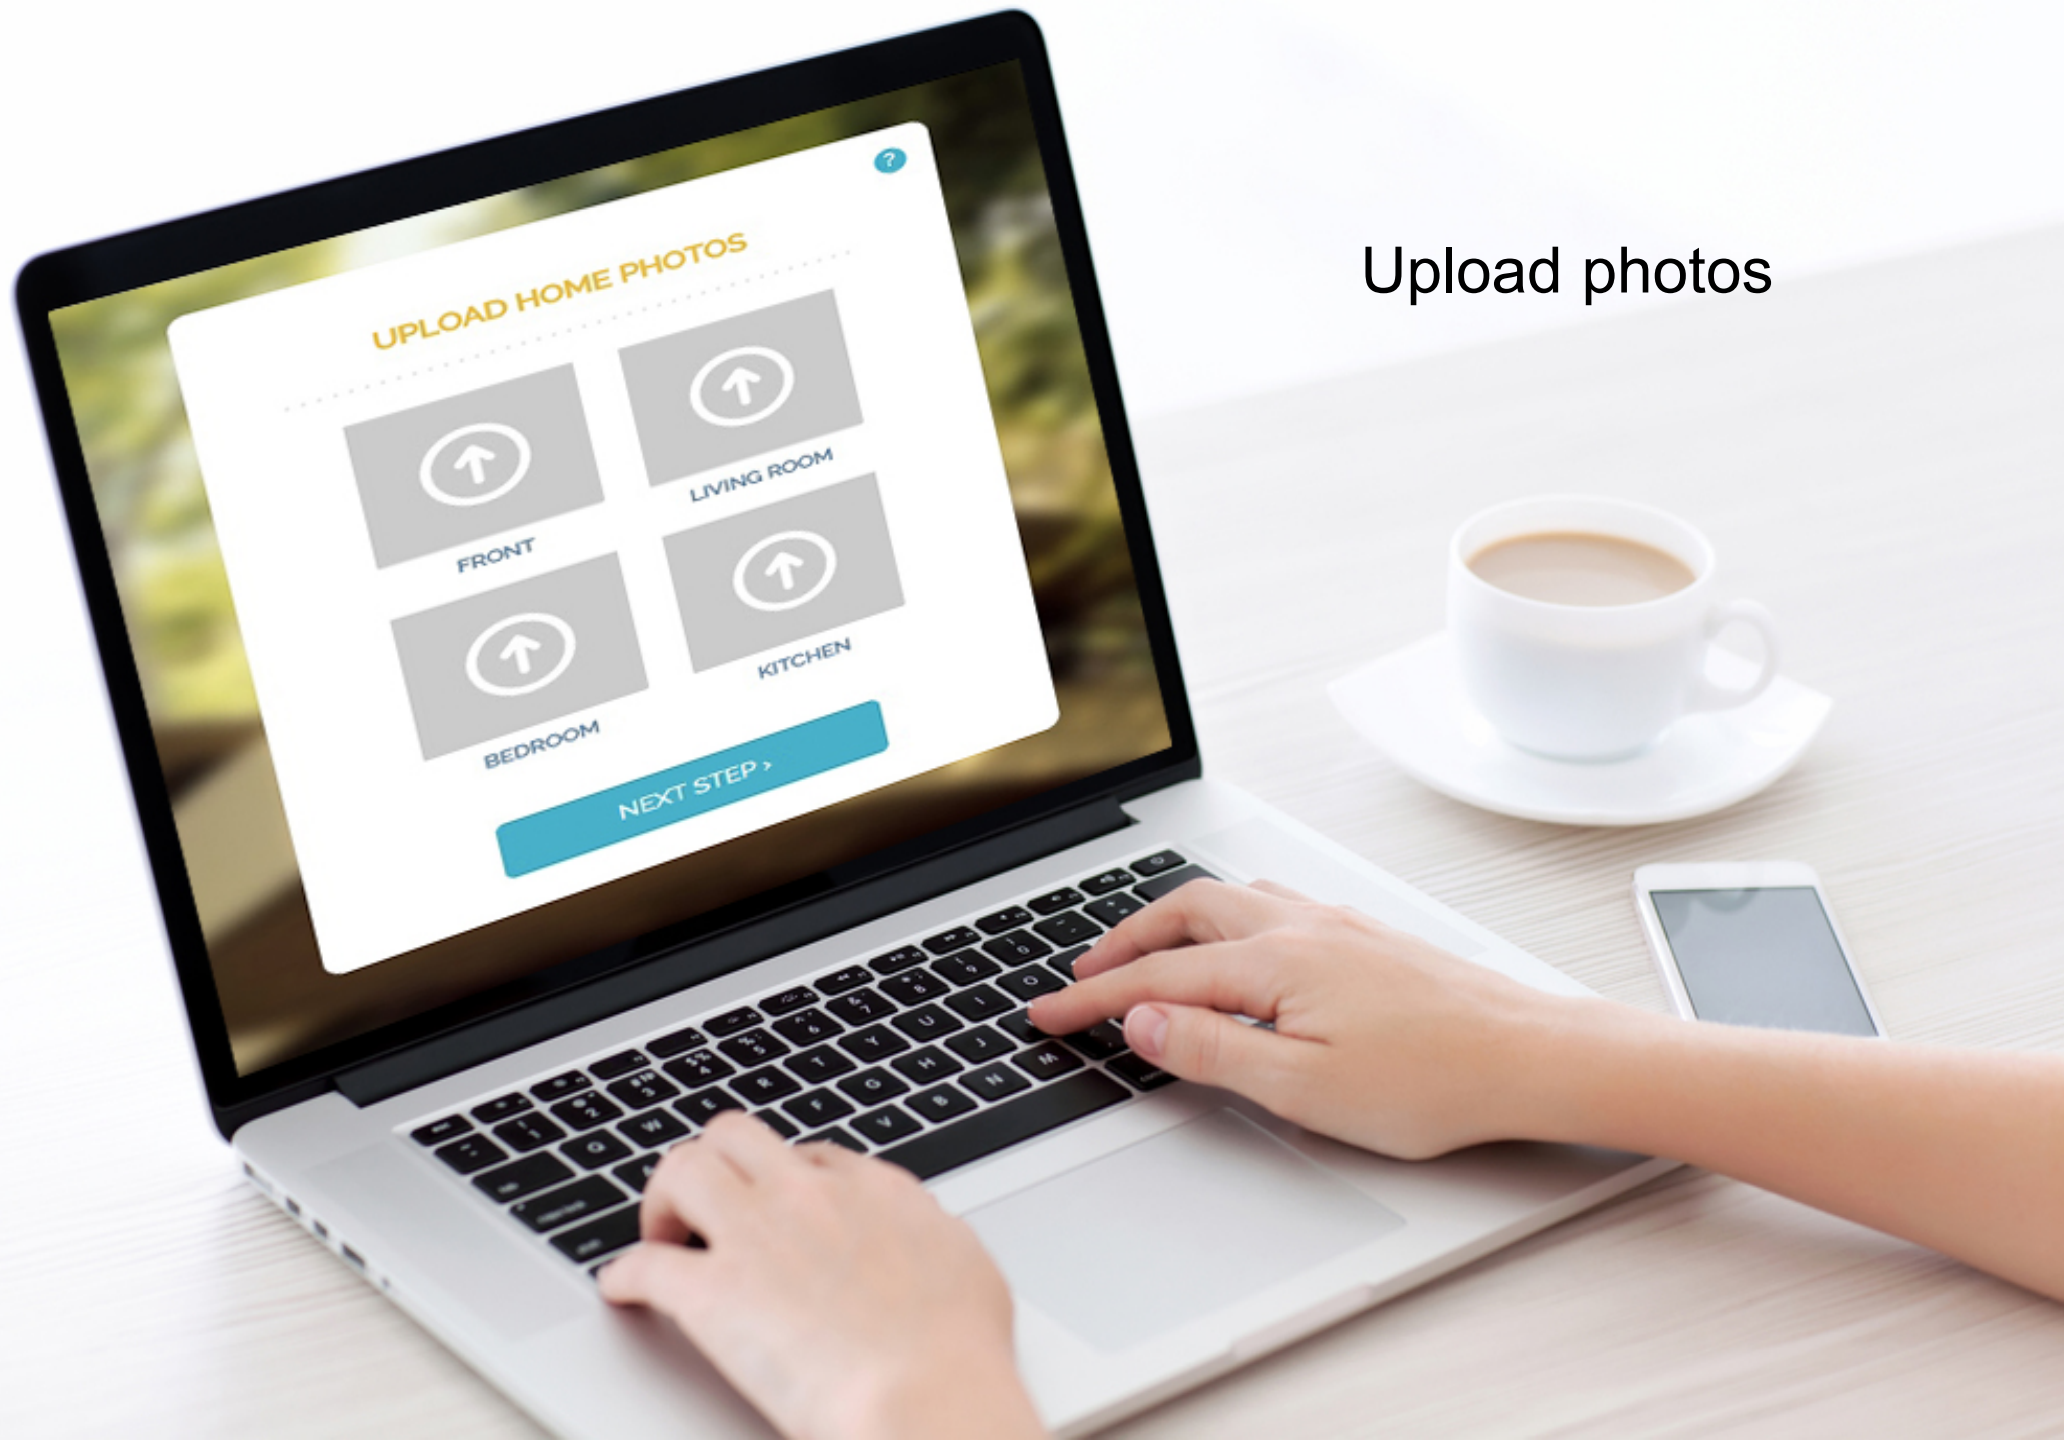 ?
UPLOAD HOME PHOTOS
FRONT
LIVING ROOM
BEDROOM
KITCHEN
NEXT STEP ›
Upload photos